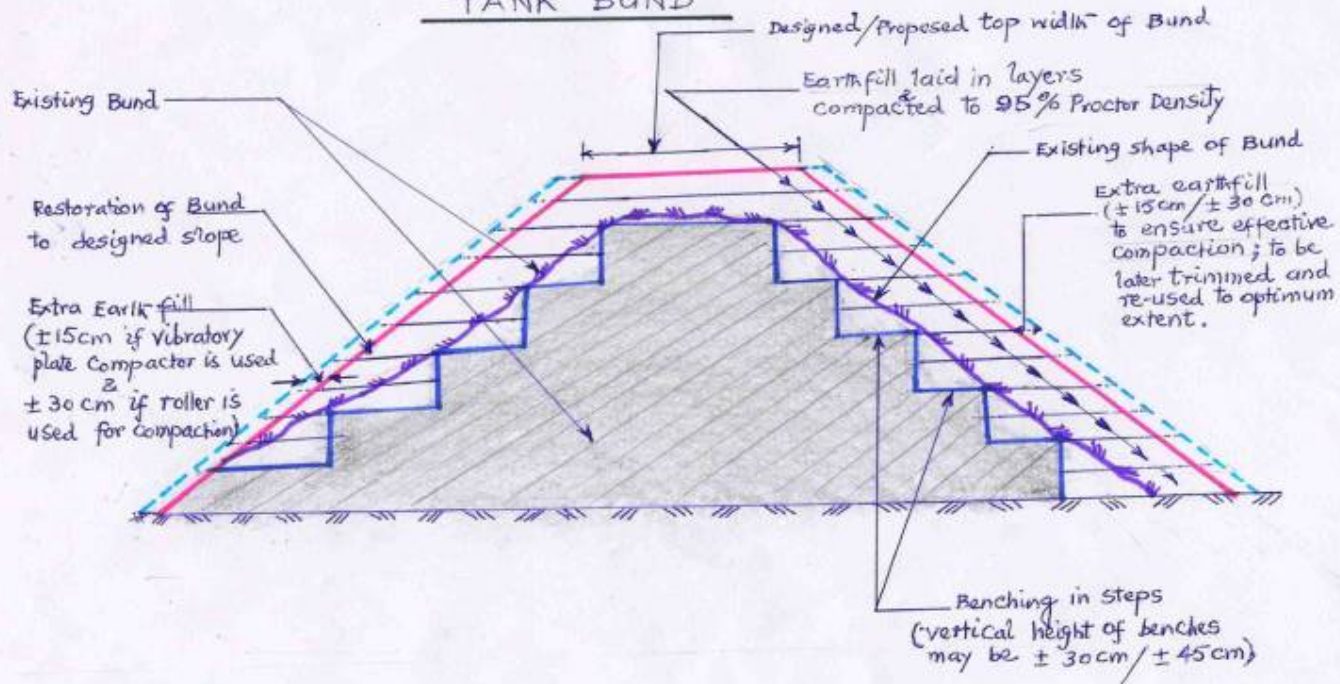 TANK BUND
Designed/Proposed top width of Bund
Earthfill laid in layers
& compacted to 95% Proctor Density
Existing Bund
Existing shape of Bund
Extra earthfill
(±15cm/±30cm)
to ensure effective
compaction; to be
later trimmed and
re-used to optimum
extent.
Restoration of Bund
to designed slope
Extra Earth fill
(±15cm if vibratory
plate compactor is used
&
±30cm if roller is
used for compaction)
Benching in steps
(vertical height of benches
may be ±30cm/±45cm)